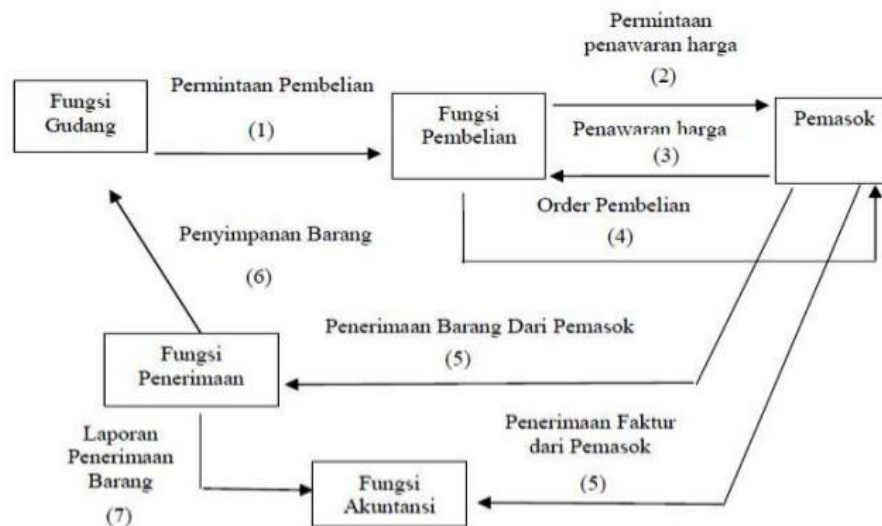 Permintaan
penawaran harga
(2)
Fungsi
Gudang
Permintaan Pembelian
(1)
Fungsi
Pembelian
Pemasok
Penawaran harga
(3)
Order Pembelian
(4)
Penyimpanan Barang
(6)
Penerimaan Barang Dari Pemasok
(5)
Fungsi
Penerimaan
Laporan
Penerimaan
Barang
(7)
Penerimaan Faktur
dari Pemasok
(5)
Fungsi
Akuntansi